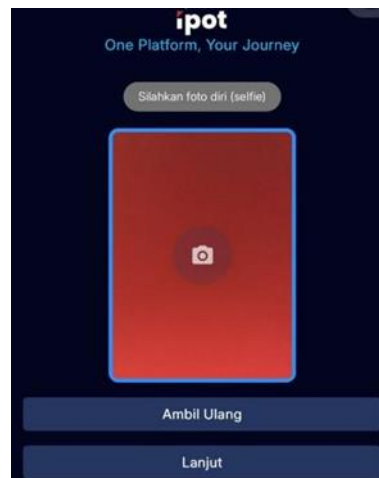 ipot
One Platform, Your Journey
Silahkan foto diri (selfie)
Ambil Ulang
Lanjut